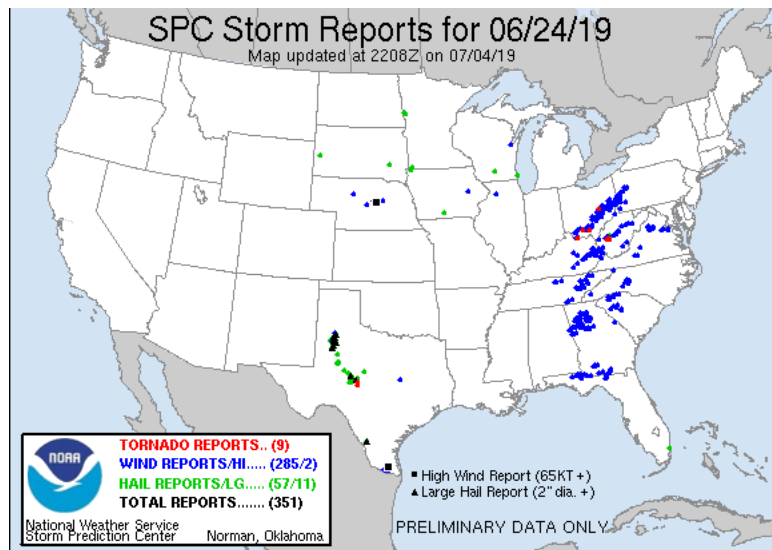 SPC Storm Reports for 06/24/19
Map updated at 2208Z on 07/04/19
NOAA
TORNADO REPORTS.. (9)
WIND REPORTS/HI..... (285/2)
HAIL REPORTS/LG..... (57/11)
TOTAL REPORTS....... (351)
National Weather Service
Storm Prediction Center Norman, Oklahoma
High Wind Report (65KT +)
Large Hail Report (2" dia. +)
PRELIMINARY DATA ONLY